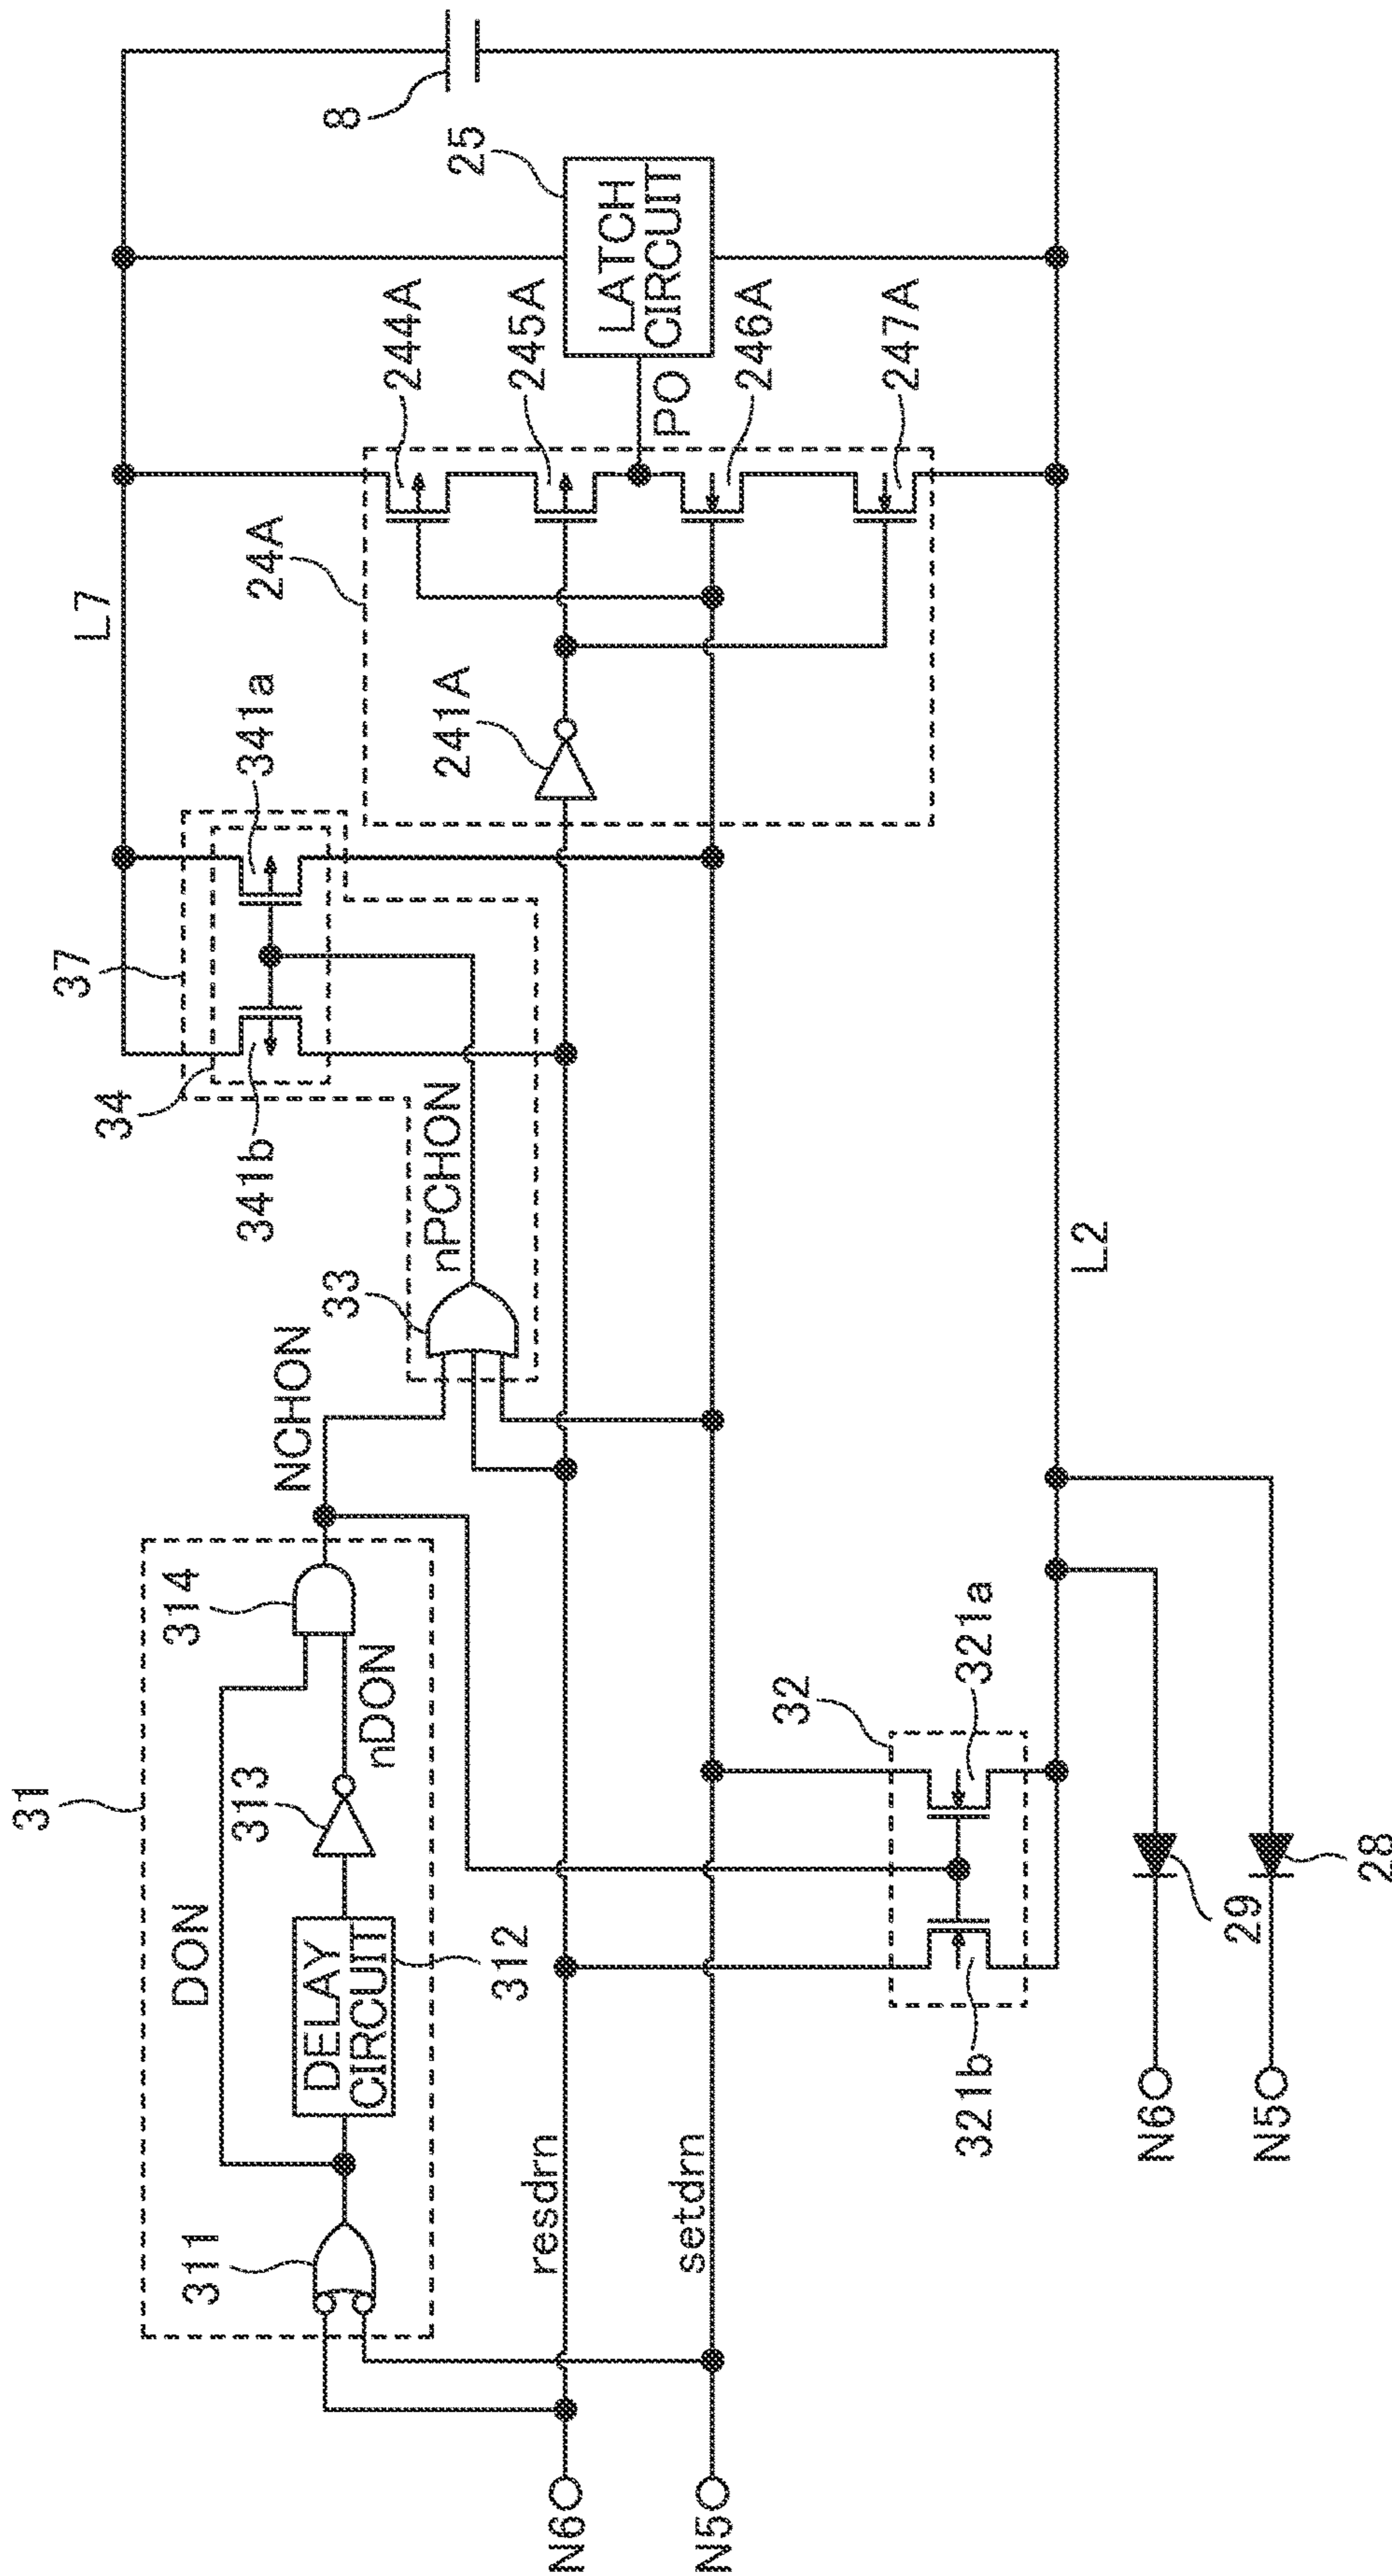 31
DON
311
DELAY
CIRCUIT
312
313
nDON
314
NCHON
33
nPCHON
34
37
341b
341a
L7
24A
241A
244A
245A
246A
247A
PO
LATCH
CIRCUIT
25
8
N6
resdrn
N5
setdrn
32
321b
321a
L2
N6
29
N5
28